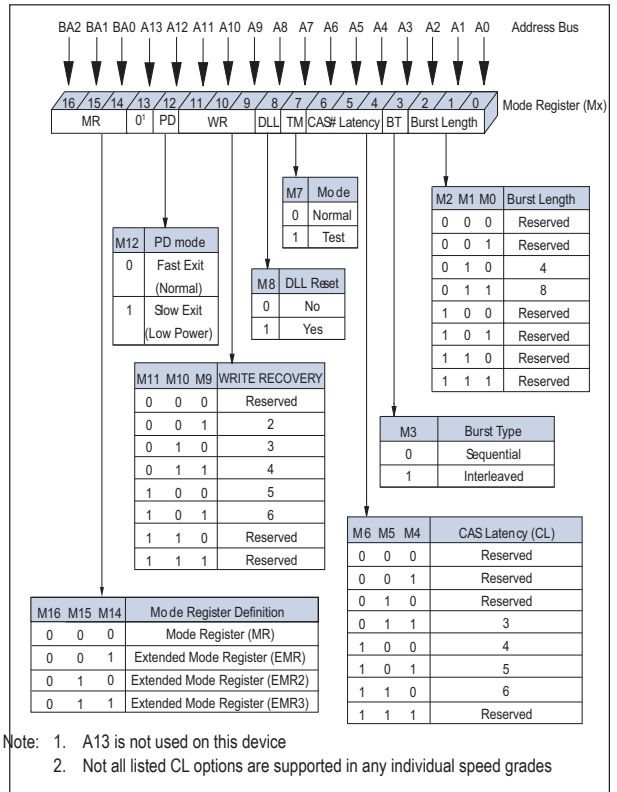 BA2 BA1 BA0 A13 A12 A11 A10 A9 A8 A7 A6 A5 A4 A3 A2 A1 A0 Address Bus
16 15 14 13 12 11 10 9 8 7 6 5 4 3 2 1 0 Mode Register (Mx)
MR 0¹ PD WR DLL TM CAS# Latency BT Burst Length
M7 Mode
0 Normal
1 Test
M2 M1 M0 Burst Length
0 0 0 Reserved
0 0 1 Reserved
0 1 0 4
0 1 1 8
1 0 0 Reserved
1 0 1 Reserved
1 1 0 Reserved
1 1 1 Reserved
M12 PD mode
0 Fast Exit
(Normal)
1 Slow Exit
(Low Power)
M8 DLL Reset
0 No
1 Yes
M11 M10 M9 WRITE RECOVERY
0 0 0 Reserved
0 0 1 2
0 1 0 3
0 1 1 4
1 0 0 5
1 0 1 6
1 1 0 Reserved
1 1 1 Reserved
M3 Burst Type
0 Sequential
1 Interleaved
M6 M5 M4 CAS Latency (CL)
0 0 0 Reserved
0 0 1 Reserved
0 1 0 Reserved
0 1 1 3
1 0 0 4
1 0 1 5
1 1 0 6
1 1 1 Reserved
M16 M15 M14 Mode Register Definition
0 0 0 Mode Register (MR)
0 0 1 Extended Mode Register (EMR)
0 1 0 Extended Mode Register (EMR2)
0 1 1 Extended Mode Register (EMR3)
Note: 1. A13 is not used on this device
2. Not all listed CL options are supported in any individual speed grades